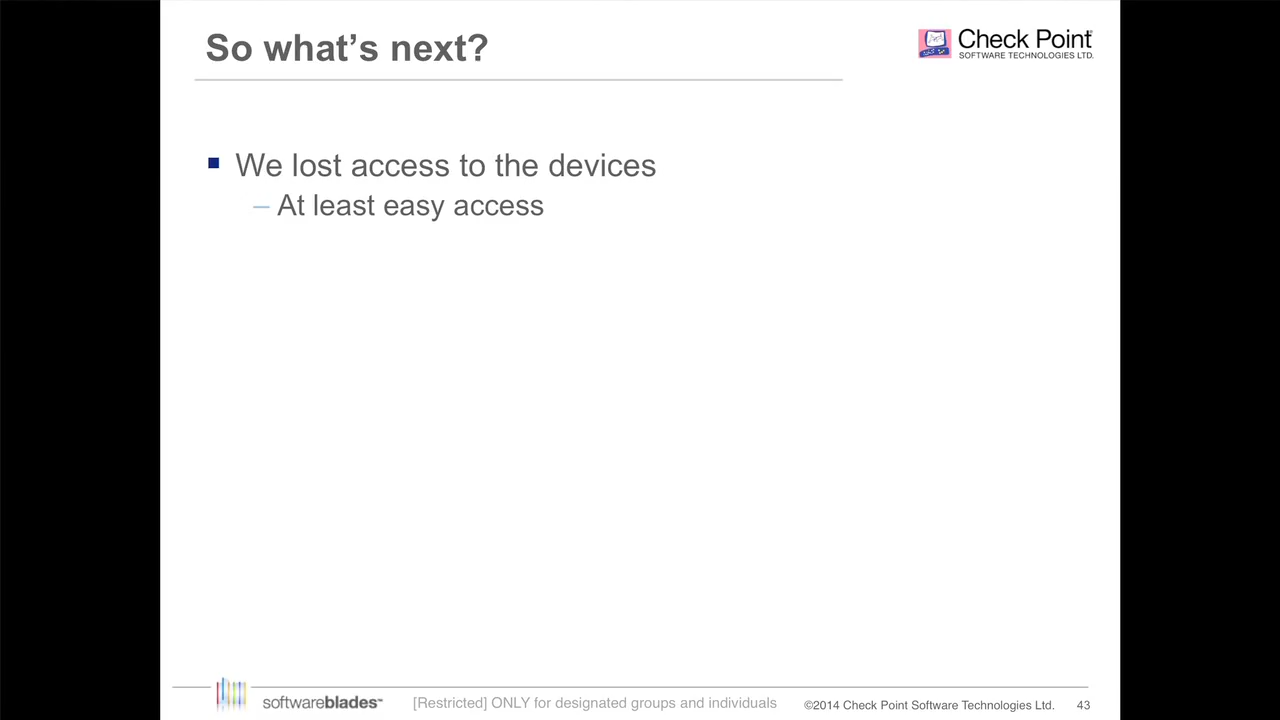 So what’s next?
Check Point
SOFTWARE TECHNOLOGIES LTD.
We lost access to the devices
– At least easy access
softwareblades™
[Restricted] ONLY for designated groups and individuals
©2014 Check Point Software Technologies Ltd.
43